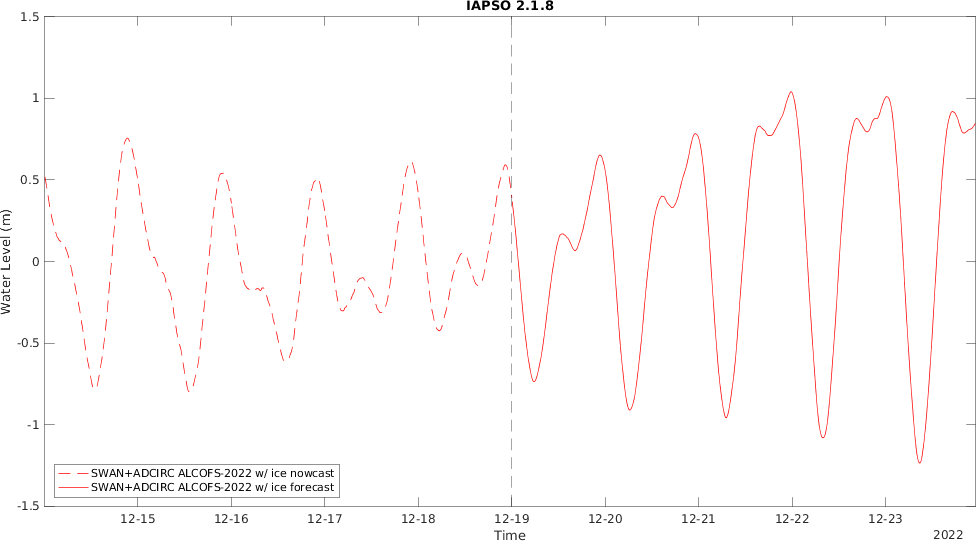 IAPSO 2.1.8
1.5
1
0.5
0
-0.5
-1
-1.5
Water Level (m)
SWAN+ADCIRC ALCOFS-2022 w/ ice nowcast
SWAN+ADCIRC ALCOFS-2022 w/ ice forecast
12-15 12-16 12-17 12-18 12-19 12-20 12-21 12-22 12-23
Time
2022